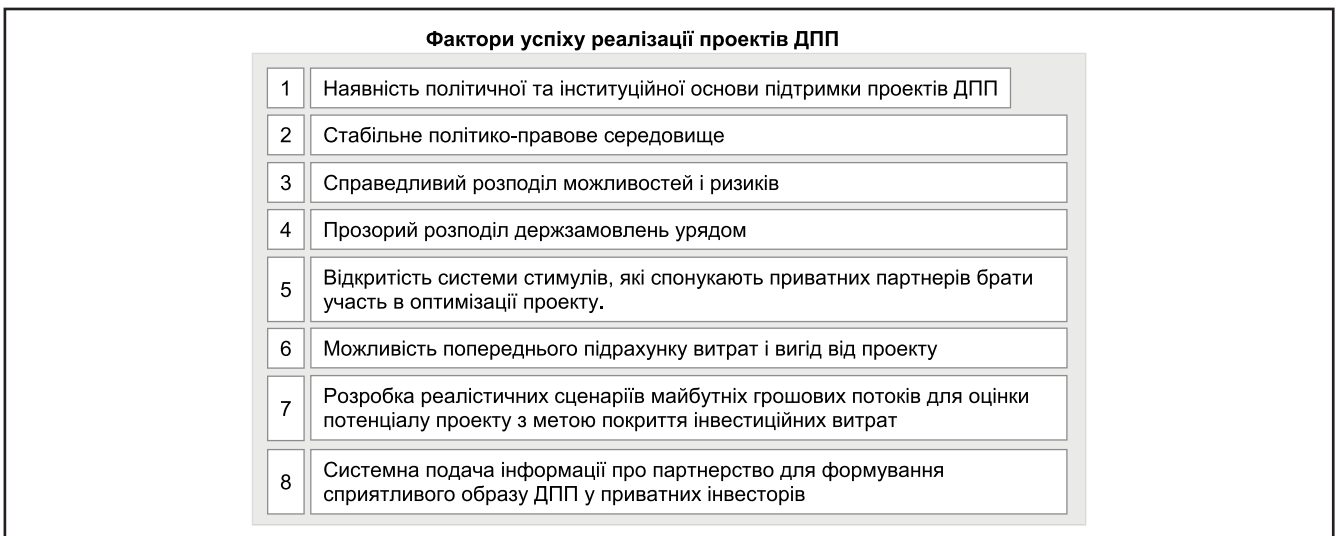 Фактори успіху реалізації проектів ДПП
1 Наявність політичної та інституційної основи підтримки проектів ДПП
2 Стабільне політико-правове середовище
3 Справедливий розподіл можливостей і ризиків
4 Прозорий розподіл держзамовлень урядом
5 Відкритість системи стимулів, які спонукають приватних партнерів брати
участь в оптимізації проекту.
6 Можливість попереднього підрахунку витрат і вигід від проекту
7 Розробка реалістичних сценаріїв майбутніх грошових потоків для оцінки
потенціалу проекту з метою покриття інвестиційних витрат
8 Системна подача інформації про партнерство для формування
сприятливого образу ДПП у приватних інвесторів